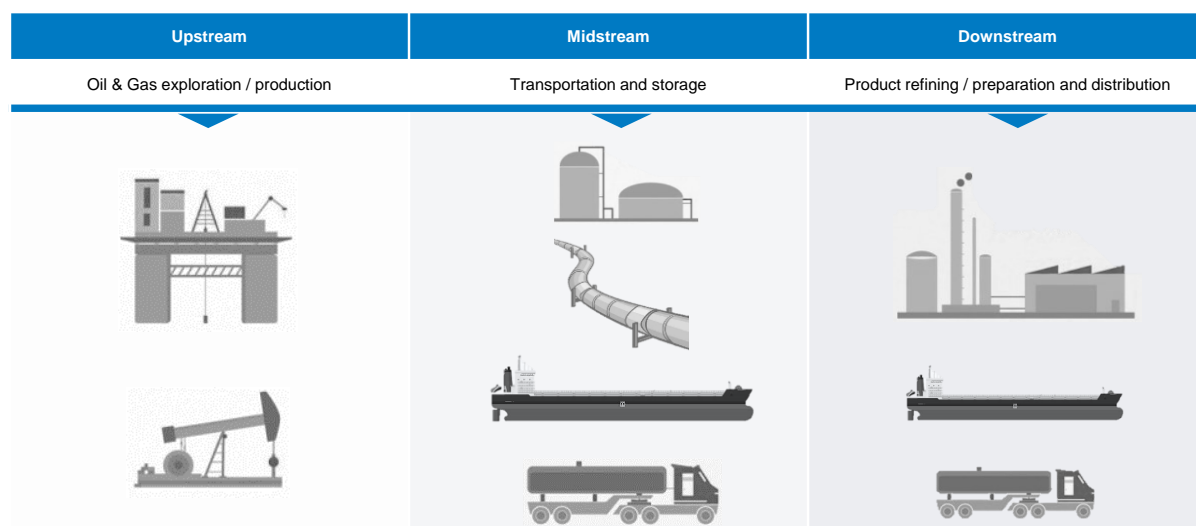 Upstream
Midstream
Downstream
Oil & Gas exploration / production
Transportation and storage
Product refining / preparation and distribution